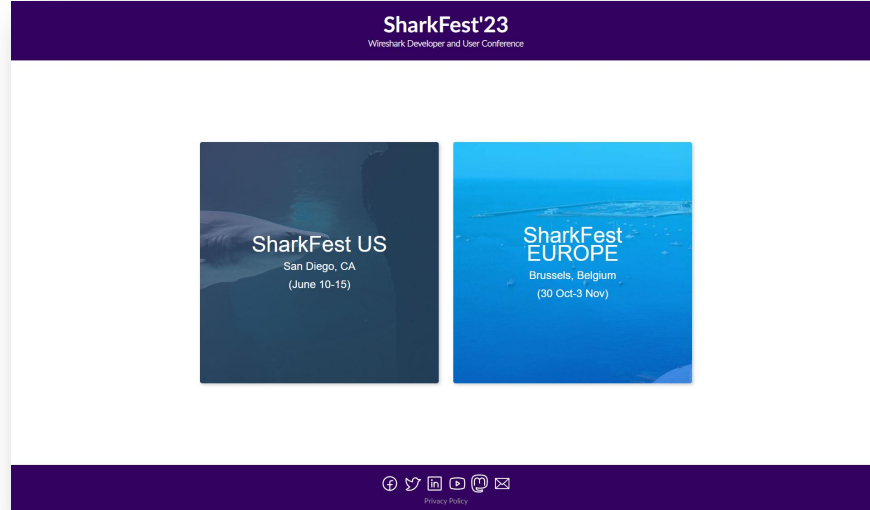 SharkFest'23
Wireshark Developer and User Conference
SharkFest US
San Diego, CA
(June 10-15)
SharkFest
EUROPE
Brussels, Belgium
(30 Oct-3 Nov)
Privacy Policy